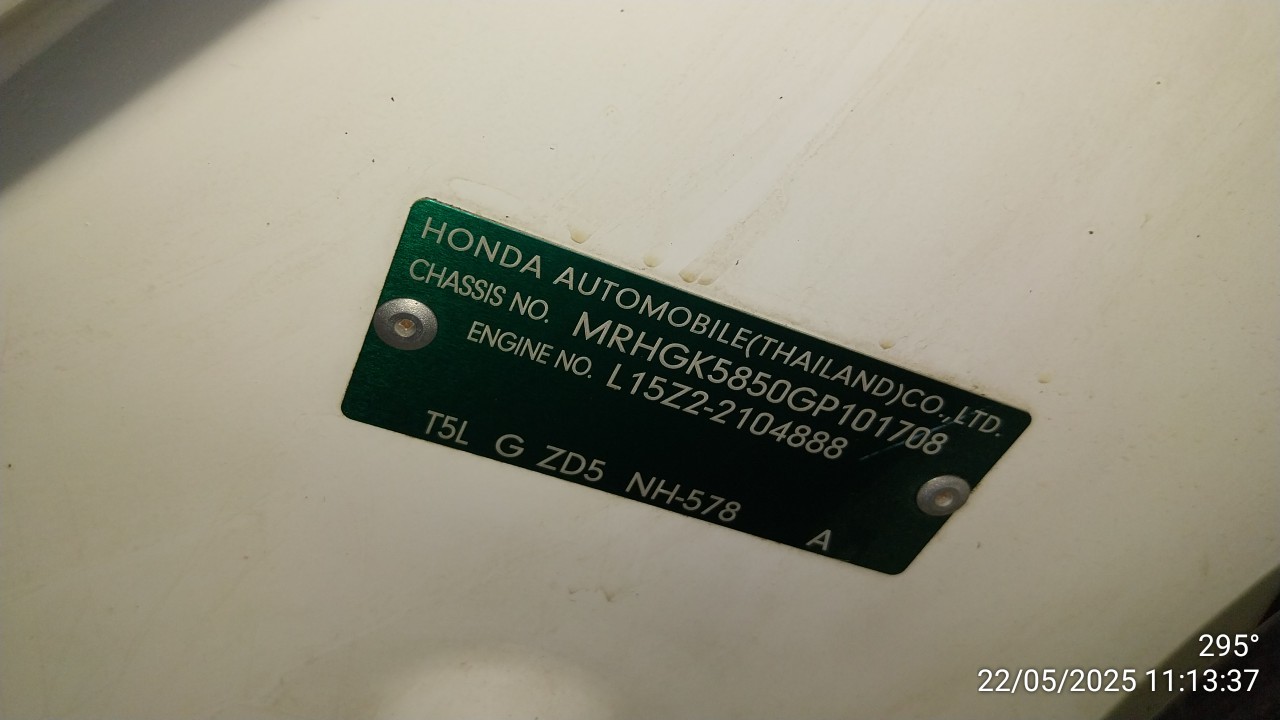 HONDA AUTOMOBILE(THAILAND)CO.,LTD.
CHASSIS NO. MRHGK5850GP101708
ENGINE NO. L15Z2-2104888
T5L G ZD5 NH-578 A
295°
22/05/2025 11:13:37